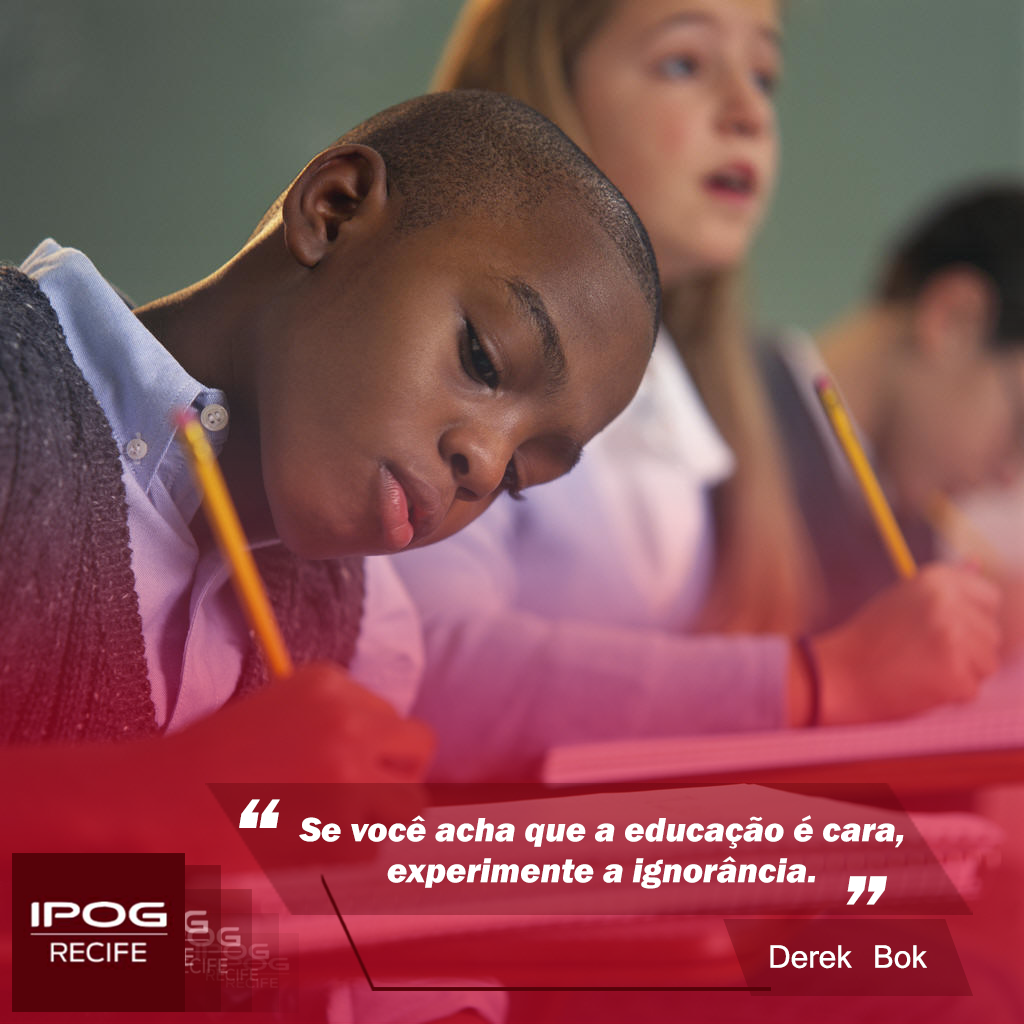 “ Se você acha que a educação é cara,
experimente a ignorância. ”
Derek Bok
IPOG
RECIFE